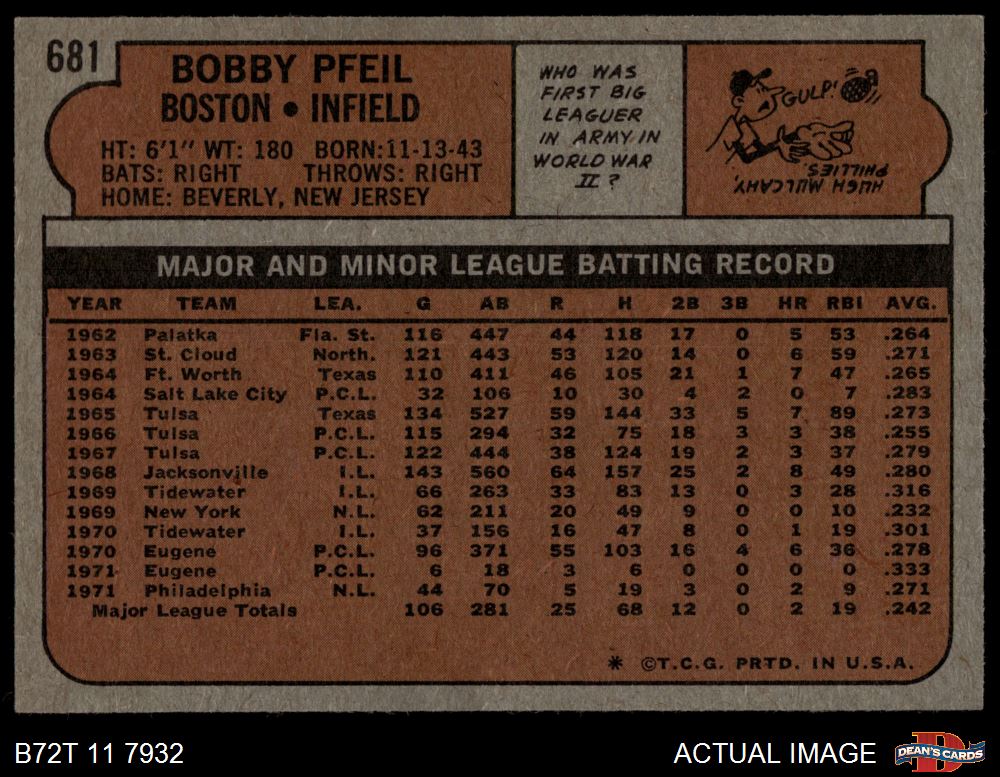 681
BOBBY PFEIL
BOSTON • INFIELD
HT: 6'1" WT: 180 BORN: 11-13-43
BATS: RIGHT THROWS: RIGHT
HOME: BEVERLY, NEW JERSEY
WHO WAS
FIRST BIG
LEAGUER
IN ARMY IN
WORLD WAR
II ?
GULP!
HUGH MULCAHY,
PHILLIES.
MAJOR AND MINOR LEAGUE BATTING RECORD
YEAR TEAM LEA. G AB R H 2B 3B HR RBI AVG.
1962 Palatka Fla. St. 116 447 44 118 17 0 5 53 .264
1963 St. Cloud North. 121 443 53 120 14 0 6 59 .271
1964 Ft. Worth Texas 110 411 46 105 21 1 7 47 .265
1964 Salt Lake City P.C.L. 32 106 10 30 4 2 0 7 .283
1965 Tulsa Texas 134 527 59 144 33 5 7 89 .273
1966 Tulsa P.C.L. 115 294 32 75 18 3 3 38 .255
1967 Tulsa P.C.L. 122 444 38 124 19 2 3 37 .279
1968 Jacksonville I.L. 143 560 64 157 25 2 8 49 .280
1969 Tidewater I.L. 66 263 33 83 13 0 3 28 .316
1969 New York N.L. 62 211 20 49 9 0 0 10 .232
1970 Tidewater I.L. 37 156 16 47 8 0 1 19 .301
1970 Eugene P.C.L. 96 371 55 103 16 4 6 36 .278
1971 Eugene P.C.L. 6 18 3 6 0 0 0 0 .333
1971 Philadelphia N.L. 44 70 5 19 3 0 2 9 .271
Major League Totals 106 281 25 68 12 0 2 19 .242
* ©T.C.G. PRTD. IN U.S.A.
B72T 11 7932
ACTUAL IMAGE
D
DEAN'S CARDS